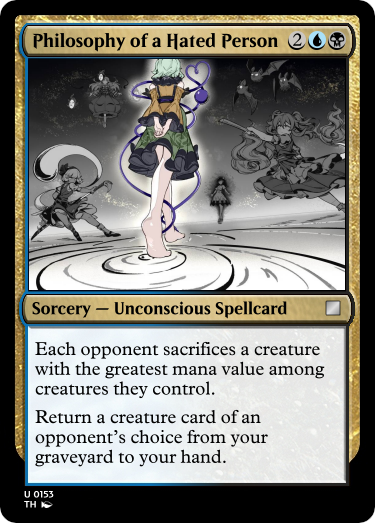 Philosophy of a Hated Person 2
Sorcery — Unconscious Spellcard
Each opponent sacrifices a creature
with the greatest mana value among
creatures they control.
Return a creature card of an
opponent's choice from your
graveyard to your hand.
U 0153
TH